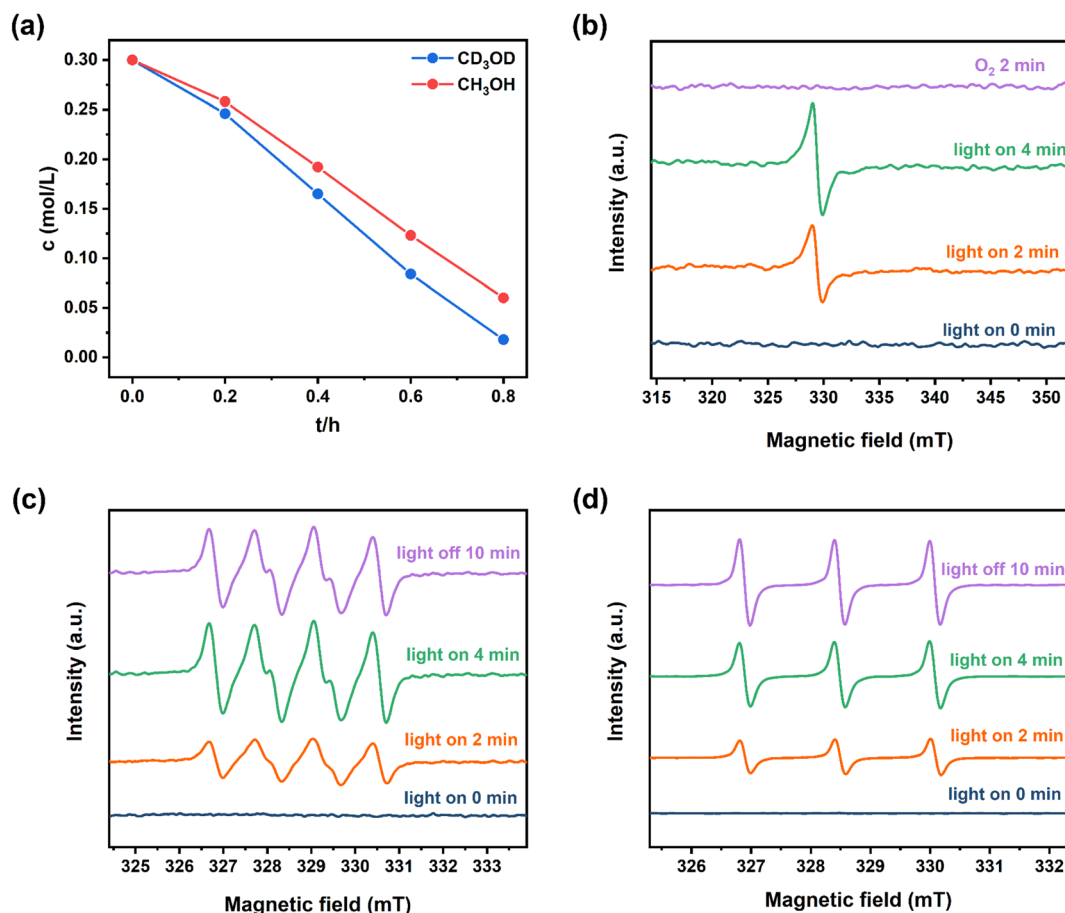 (a)
CD₃OD
CH₃OH
0.30
0.25
0.20
0.15
0.10
0.05
0.00
c (mol/L)
0.0 0.2 0.4 0.6 0.8
t/h
(b)
O₂ 2 min
light on 4 min
light on 2 min
light on 0 min
Intensity (a.u.)
315 320 325 330 335 340 345 350
Magnetic field (mT)
(c)
light off 10 min
light on 4 min
light on 2 min
light on 0 min
Intensity (a.u.)
325 326 327 328 329 330 331 332 333
Magnetic field (mT)
(d)
light off 10 min
light on 4 min
light on 2 min
light on 0 min
Intensity (a.u.)
326 327 328 329 330 331 332
Magnetic field (mT)